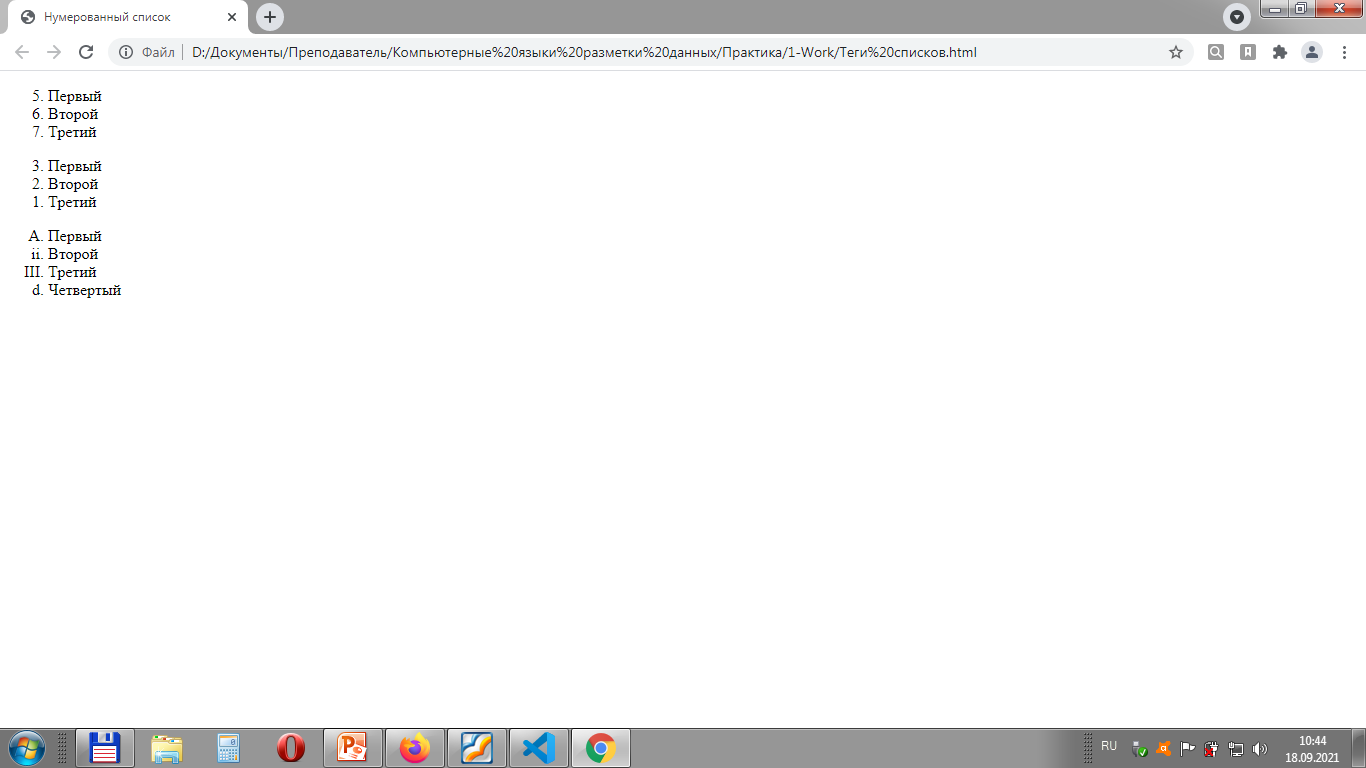 Нумерованный список
Файл
D:/Документы/Преподаватель/Компьютерные%20языки%20разметки%20данных/Практика/1-Work/Теги%20списков.html
5. Первый
6. Второй
7. Третий
3. Первый
2. Второй
1. Третий
A. Первый
ii. Второй
III. Третий
d. Четвертый
RU
10:44
18.09.2021